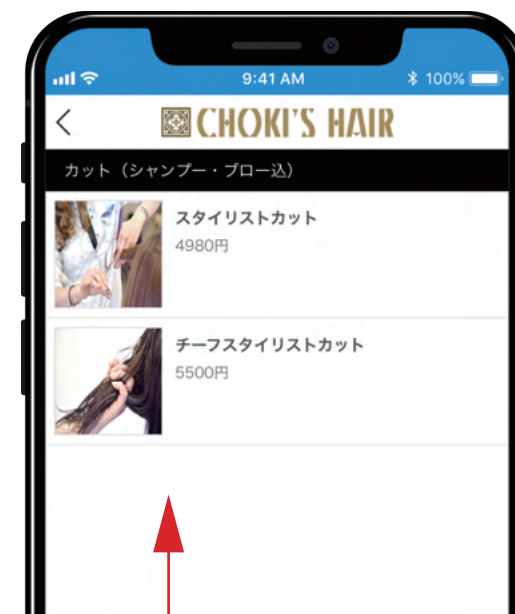 9:41 AM
100%
CHOKI'S HAIR
カット（シャンプー・ブロー込）
スタイリストカット
4980円
チーフスタイリストカット
5500円